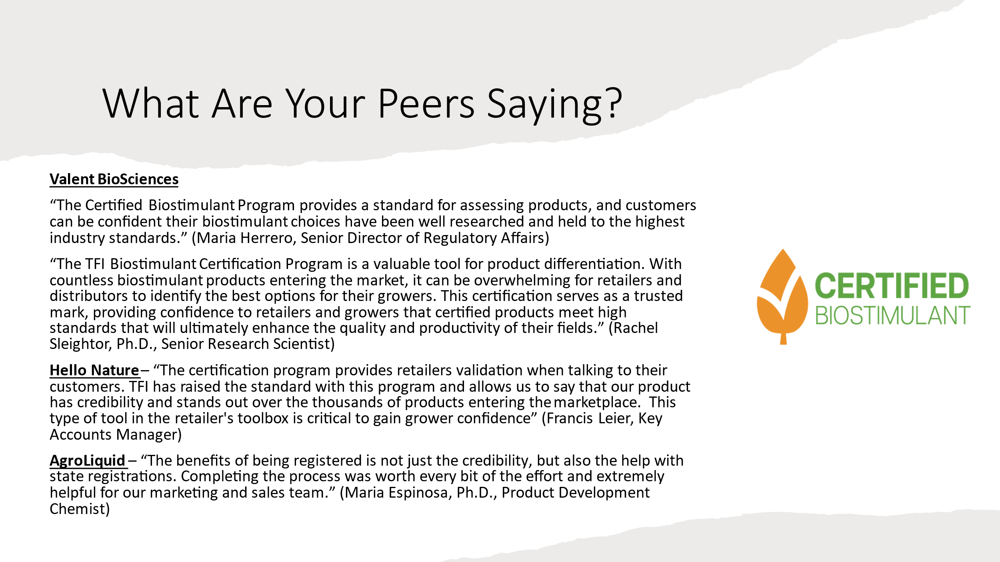 What Are Your Peers Saying?
Valent BioSciences
“The Certified Biostimulant Program provides a standard for assessing products, and customers
can be confident their biostimulant choices have been well researched and held to the highest
industry standards.” (Maria Herrero, Senior Director of Regulatory Affairs)
“The TFI Biostimulant Certification Program is a valuable tool for product differentiation. With
countless biostimulant products entering the market, it can be overwhelming for retailers and
distributors to identify the best options for their growers. This certification serves as a trusted
mark, providing confidence to retailers and growers that certified products meet high
standards that will ultimately enhance the quality and productivity of their fields.” (Rachel
Sleightor, Ph.D., Senior Research Scientist)
Hello Nature – “The certification program provides retailers validation when talking to their
customers. TFI has raised the standard with this program and allows us to say that our product
has credibility and stands out over the thousands of products entering the marketplace.  This
type of tool in the retailer's toolbox is critical to gain grower confidence” (Francis Leier, Key
Accounts Manager)
AgroLiquid – “The benefits of being registered is not just the credibility, but also the help with
state registrations. Completing the process was worth every bit of the effort and extremely
helpful for our marketing and sales team.” (Maria Espinosa, Ph.D., Product Development
Chemist)
CERTIFIED
BIOSTIMULANT